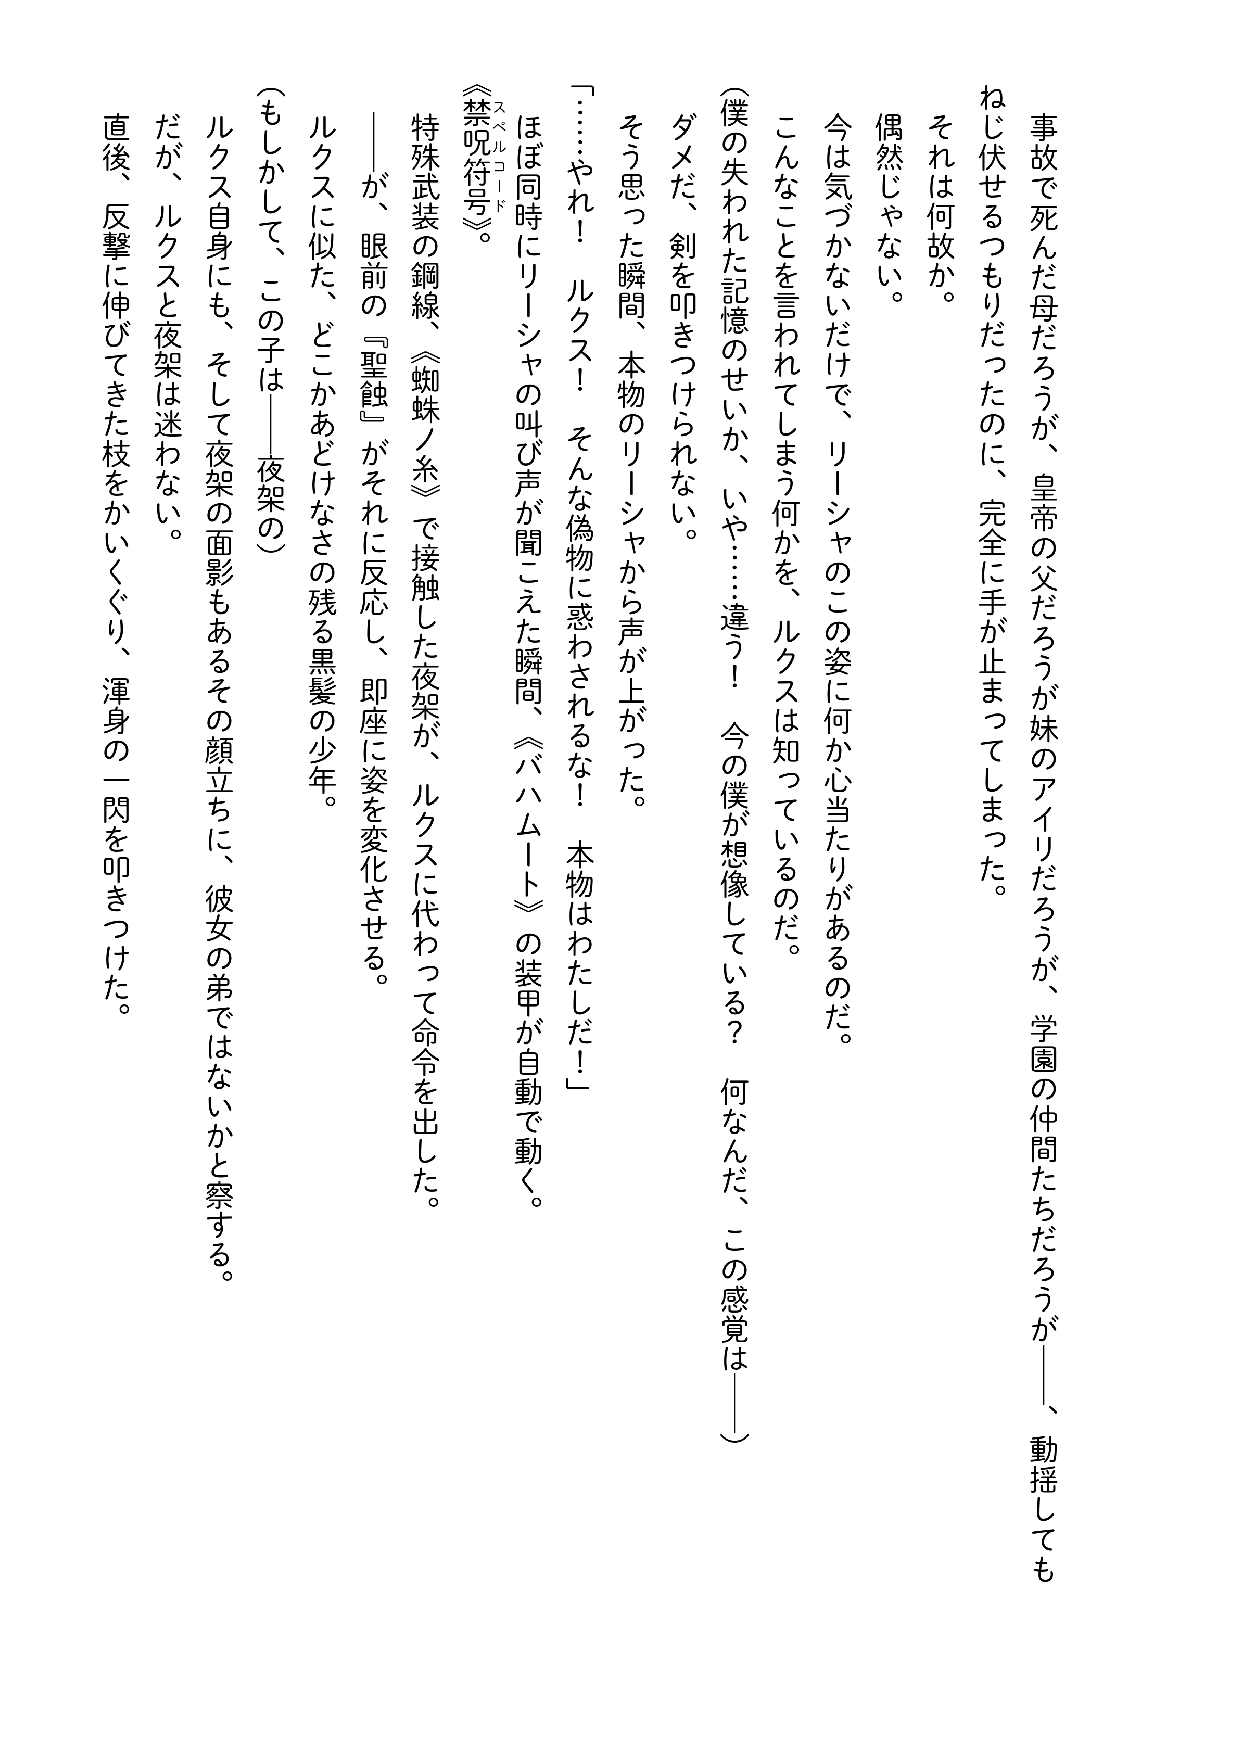 事故で死んだ母だろうが、皇帝の父だろうが妹のアイリだろうが、学園の仲間たちだろうが――、動揺しても
ねじ伏せるつもりだったのに、完全に手が止まってしまった。
それは何故か。
偶然じゃない。
今は気づかないだけで、リーシャのこの姿に何か心当たりがあるのだ。
こんなことを言われてしまう何かを、ルクスは知っているのだ。
(僕の失われた記憶のせいか、いや……違う!　今の僕が想像している?　何なんだ、この感覚は――)
ダメだ、剣を叩きつけられない。
そう思った瞬間、本物のリーシャから声が上がった。
「……やれ!　ルクス!　そんな偽物に惑わされるな!　本物はわたしだ!」
ほぼ同時にリーシャの叫び声が聞こえた瞬間、《バハムート》の装甲が自動で動く。
スペルコード
《禁呪符号》。
特殊武装の鋼線、《蜘蛛ノ糸》で接触した夜架が、ルクスに代わって命令を出した。
――が、眼前の『聖蝕』がそれに反応し、即座に姿を変化させる。
ルクスに似た、どこかあどけなさの残る黒髪の少年。
(もしかして、この子は――夜架の)
ルクス自身にも、そして夜架の面影もあるその顔立ちに、彼女の弟ではないかと察する。
だが、ルクスと夜架は迷わない。
直後、反撃に伸びてきた枝をかいくぐり、渾身の一閃を叩きつけた。